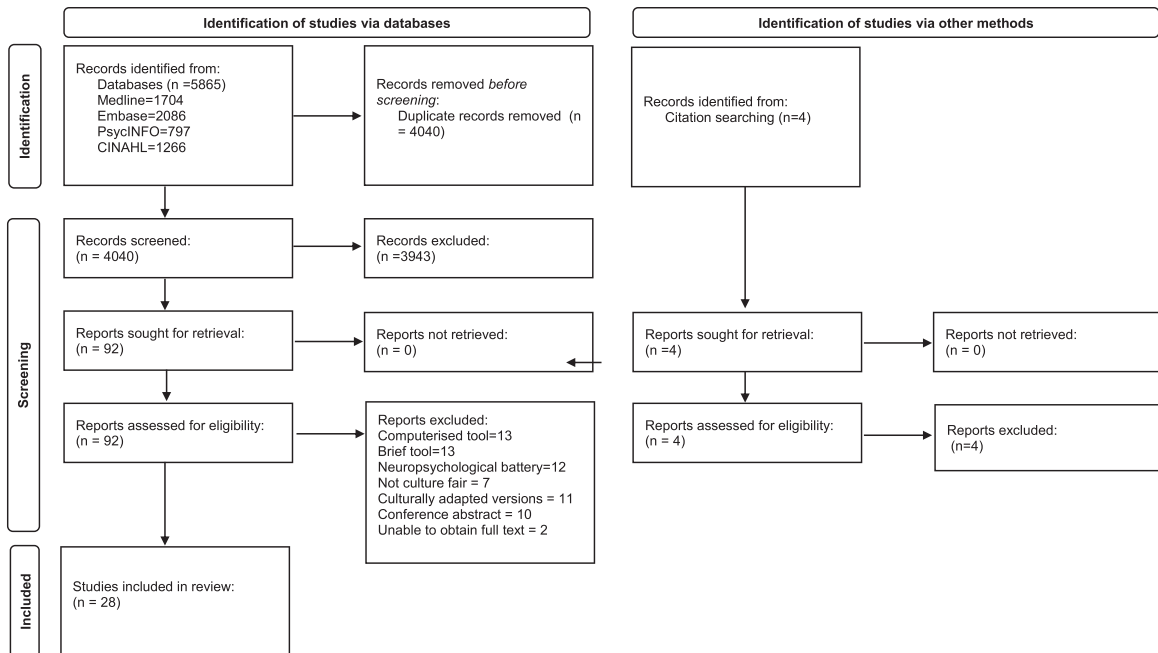 Identification of studies via databases
Identification of studies via other methods
Identification
Records identified from:
Databases (n =5865)
Medline=1704
Embase=2086
PsycINFO=797
CINAHL=1266
Records removed before
screening:
Duplicate records removed (n
= 4040)
Records identified from:
Citation searching (n=4)
Screening
Records screened:
(n = 4040)
Records excluded:
(n =3943)
Reports sought for retrieval:
(n = 92)
Reports not retrieved:
(n = 0)
Reports sought for retrieval:
(n =4)
Reports not retrieved:
(n = 0)
Reports assessed for eligibility:
(n = 92)
Reports excluded:
Computerised tool=13
Brief tool=13
Neuropsychological battery=12
Not culture fair = 7
Culturally adapted versions = 11
Conference abstract = 10
Unable to obtain full text = 2
Reports assessed for eligibility:
(n = 4)
Reports excluded:
(n=4)
Included
Studies included in review:
(n = 28)